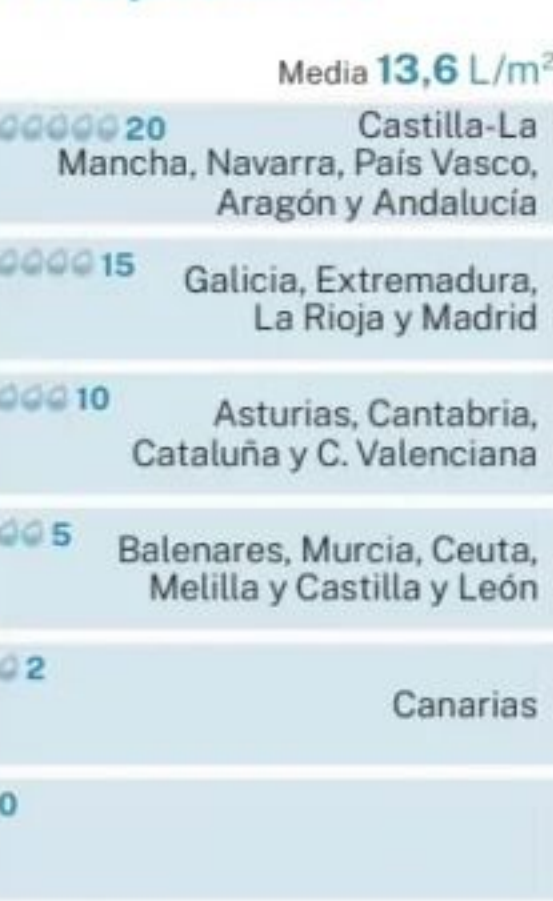 Media 13,6 L/m²
20 Castilla-La
Mancha, Navarra, País Vasco,
Aragón y Andalucía
15 Galicia, Extremadura,
La Rioja y Madrid
10 Asturias, Cantabria,
Cataluña y C. Valenciana
5 Balenares, Murcia, Ceuta,
Melilla y Castilla y León
2
Canarias
0